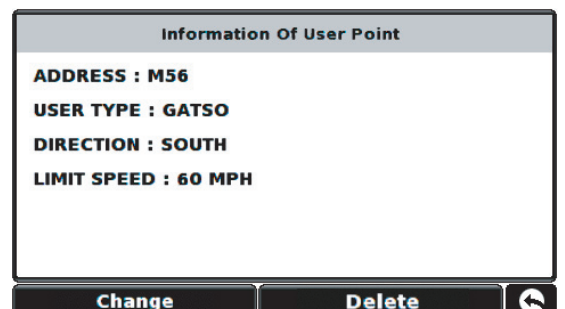 Information Of User Point
ADDRESS : M56
USER TYPE : GATSO
DIRECTION : SOUTH
LIMIT SPEED : 60 MPH
Change Delete